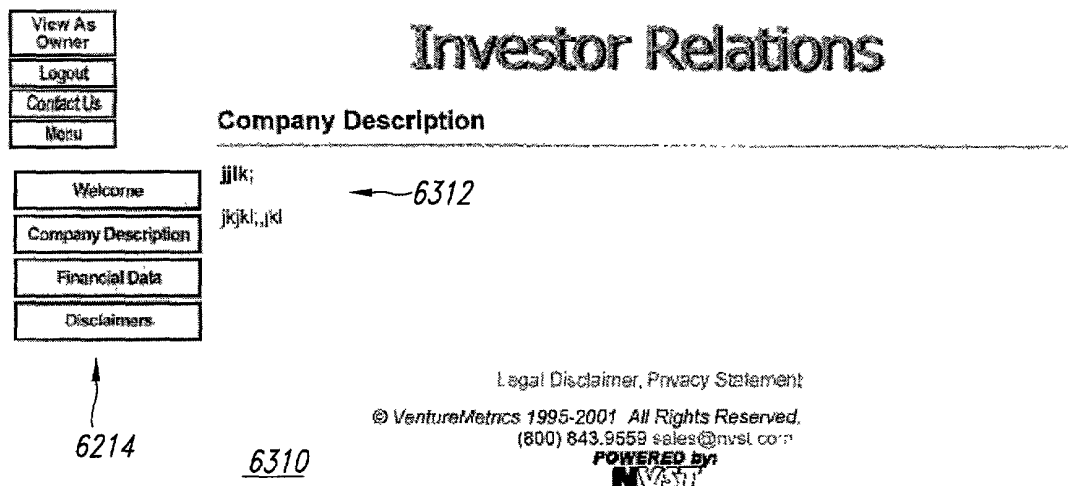 View As
Owner
Logout
Contact Us
Menu
Investor Relations
Company Description
jjlk;
6312
jkjkl;,jkl
Welcome
Company Description
Financial Data
Disclaimers
6214
6310
Legal Disclaimer, Privacy Statement
© VentureMetrics 1995-2001 All Rights Reserved.
(800) 843.9559 sales@nvst.com
POWERED by:
NVST